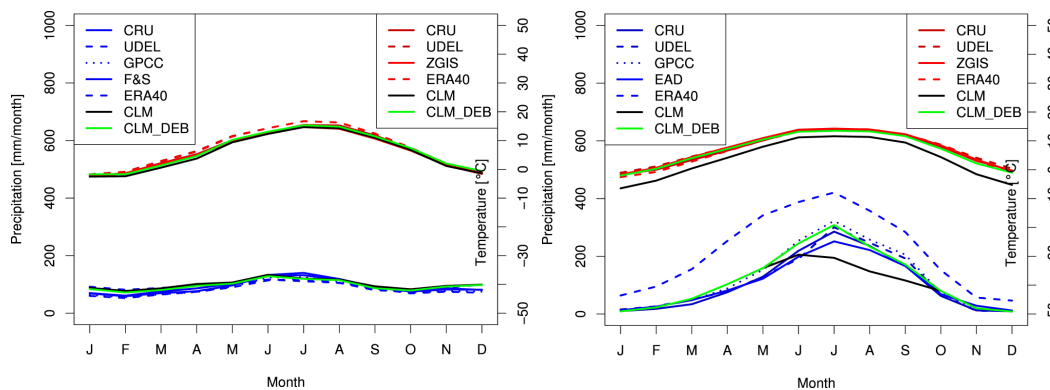 1000
800
600
400
200
0
Precipitation [mm/month]
CRU
UDEL
GPCC
F&S
ERA40
CLM
CLM_DEB
CRU
UDEL
ZGIS
ERA40
CLM
CLM_DEB
50
40
30
20
10
0
−10
−30
−50
Temperature [°C]
J F M A M J J A S O N D
Month
1000
800
600
400
200
0
Precipitation [mm/month]
CRU
UDEL
GPCC
EAD
ERA40
CLM
CLM_DEB
CRU
UDEL
ZGIS
ERA40
CLM
CLM_DEB
J F M A M J J A S O N D
Month